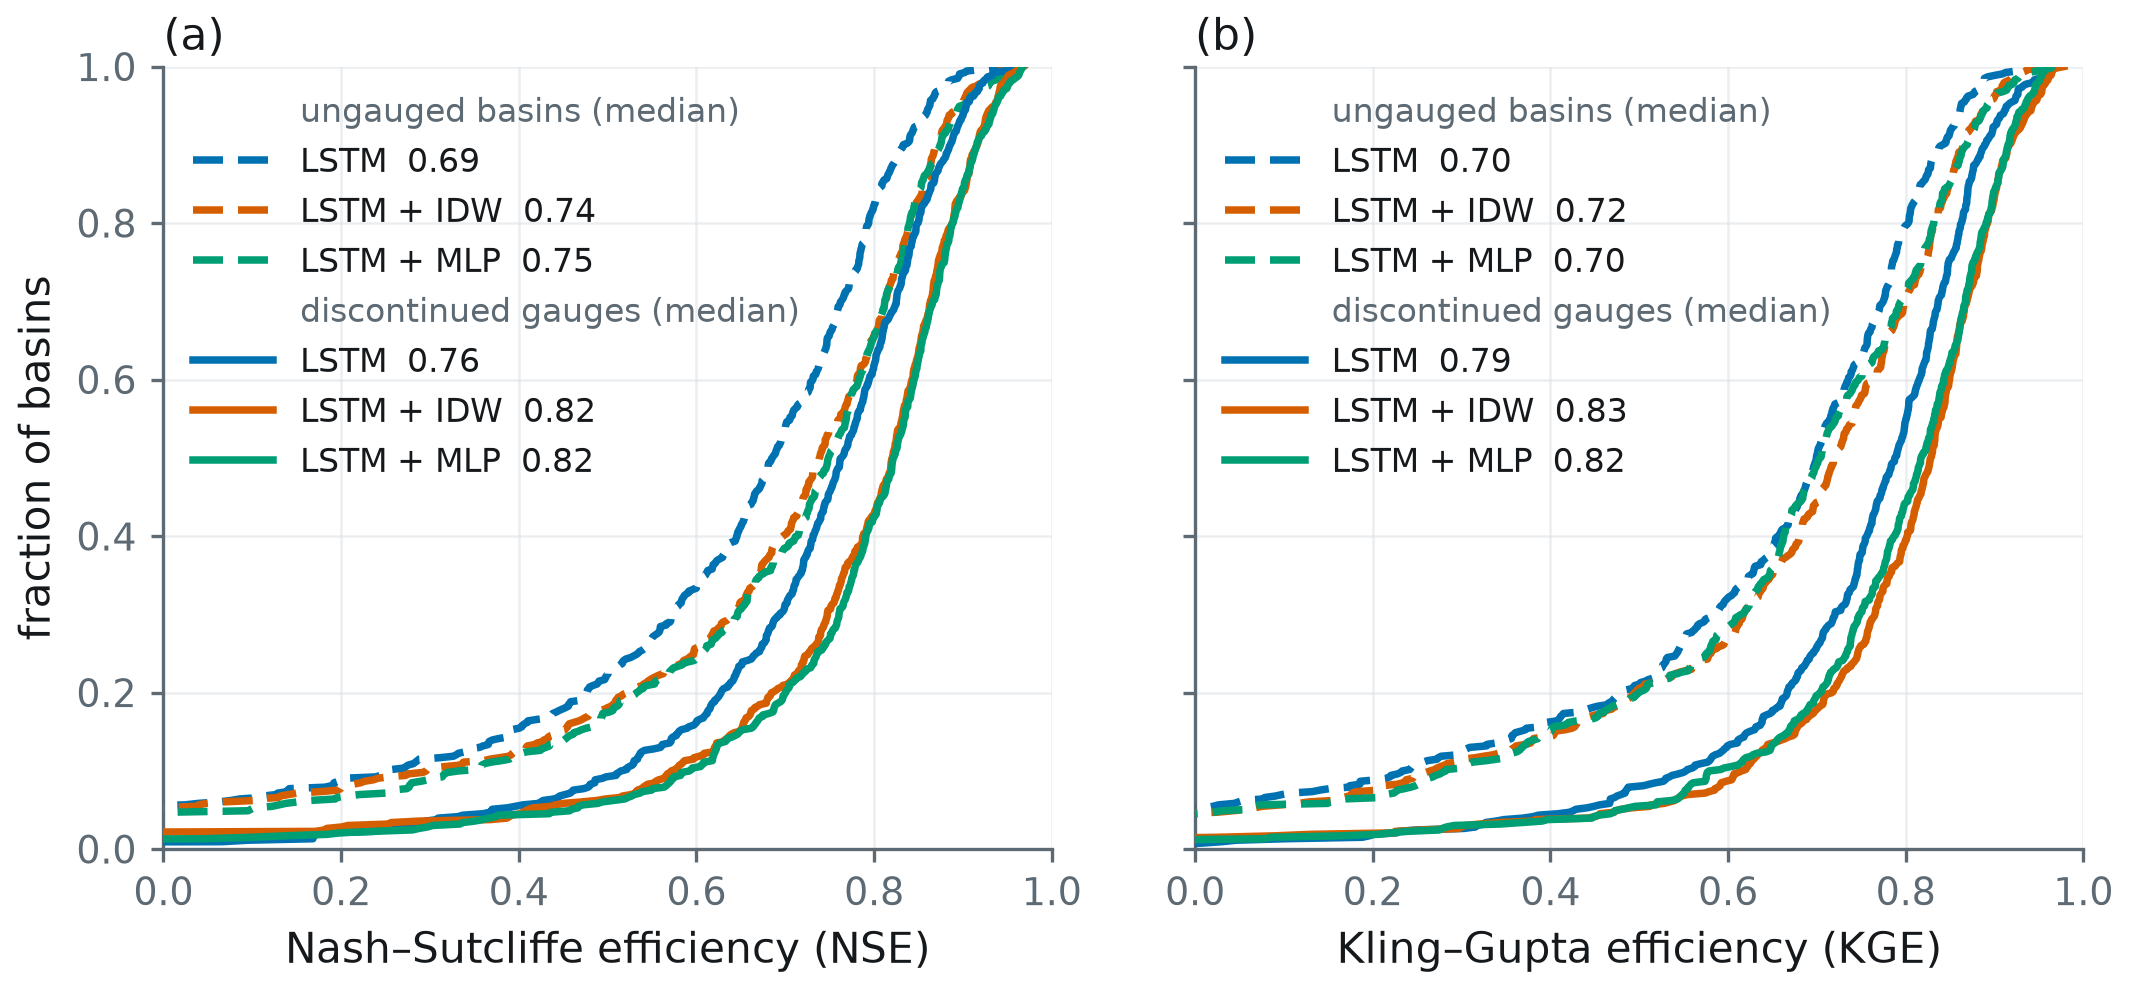 (a)
1.0
0.8
0.6
0.4
0.2
0.0
fraction of basins
ungauged basins (median)
LSTM 0.69
LSTM + IDW 0.74
LSTM + MLP 0.75
discontinued gauges (median)
LSTM 0.76
LSTM + IDW 0.82
LSTM + MLP 0.82
0.0 0.2 0.4 0.6 0.8 1.0
Nash–Sutcliffe efficiency (NSE)
(b)
ungauged basins (median)
LSTM 0.70
LSTM + IDW 0.72
LSTM + MLP 0.70
discontinued gauges (median)
LSTM 0.79
LSTM + IDW 0.83
LSTM + MLP 0.82
0.0 0.2 0.4 0.6 0.8 1.0
Kling–Gupta efficiency (KGE)